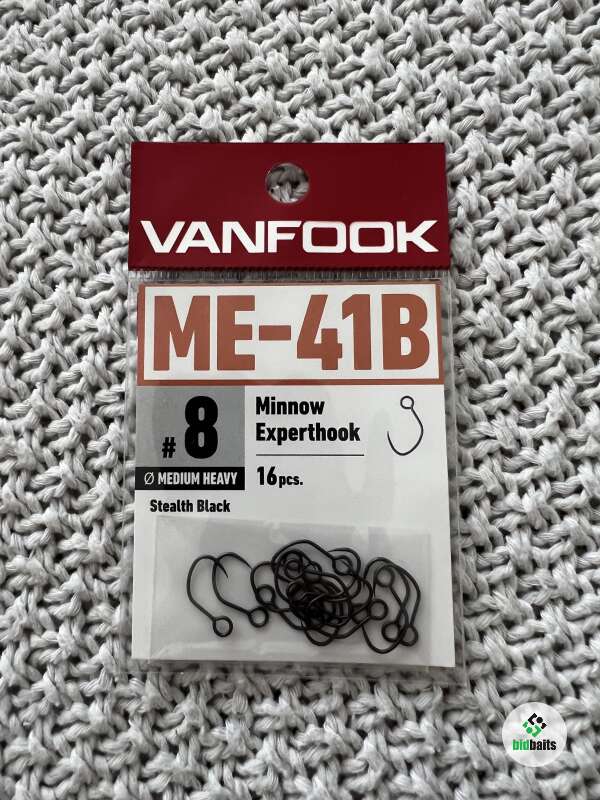 VANFOOK
ME-41B
#8
Ø MEDIUM HEAVY
Minnow
Experthook
16pcs.
Stealth Black
bidbaits